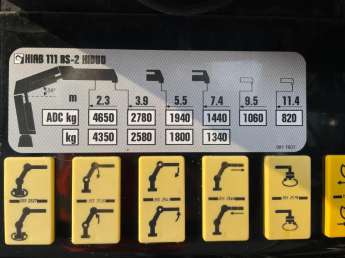 HIAB 111 BS-2 HIDUO
m 2.3 3.9 5.5 7.4 9.5 11.4
ADC kg 4650 2780 1940 1440 1060 820
kg 4350 2580 1800 1340